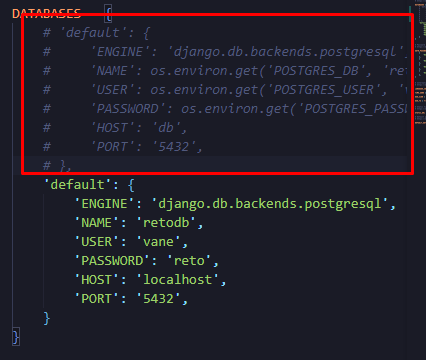 DATABASES {
# 'default': {
#     'ENGINE': 'django.db.backends.postgresql',
#     'NAME': os.environ.get('POSTGRES_DB',
#     'USER': os.environ.get('POSTGRES_USER',
#     'PASSWORD': os.environ.get('POSTGRES_PASS
#     'HOST': 'db',
#     'PORT': '5432',
# },
'default': {
'ENGINE': 'django.db.backends.postgresql',
'NAME': 'retodb',
'USER': 'vane',
'PASSWORD': 'reto',
'HOST': 'localhost',
'PORT': '5432',
}
}